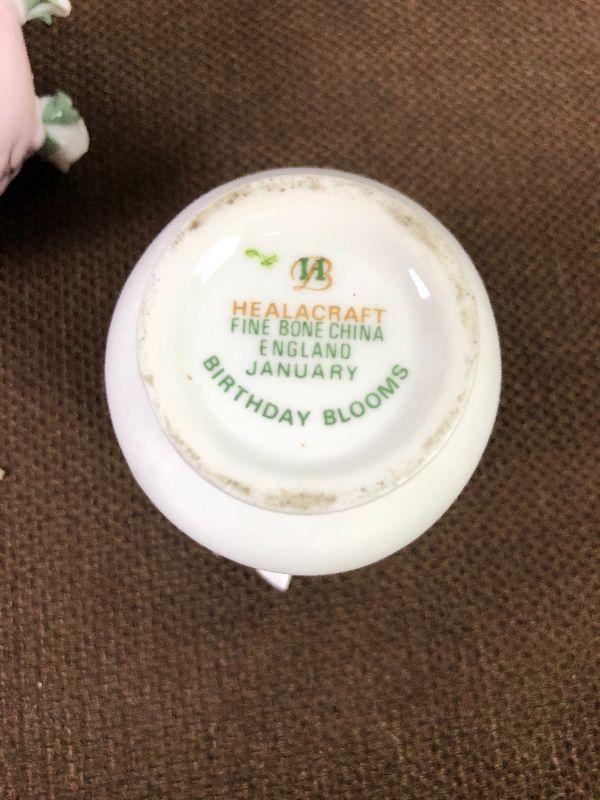 HB
HEALACRAFT
FINE BONE CHINA
ENGLAND
JANUARY
BIRTHDAY BLOOMS